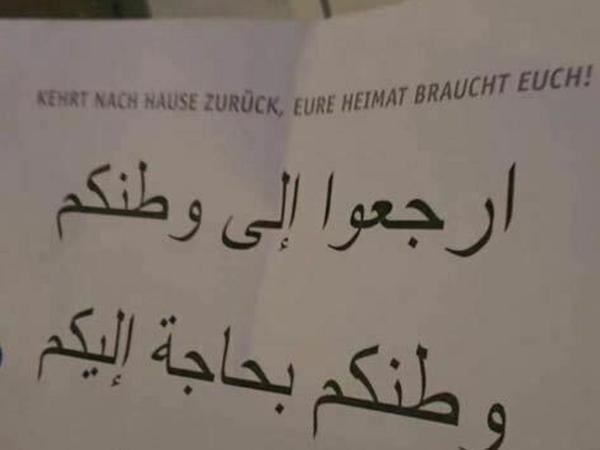 KEHRT NACH HAUSE ZURÜCK, EURE HEIMAT BRAUCHT EUCH!
ارجعوا إلى وطنكم
وطنكم بحاجة إليكم